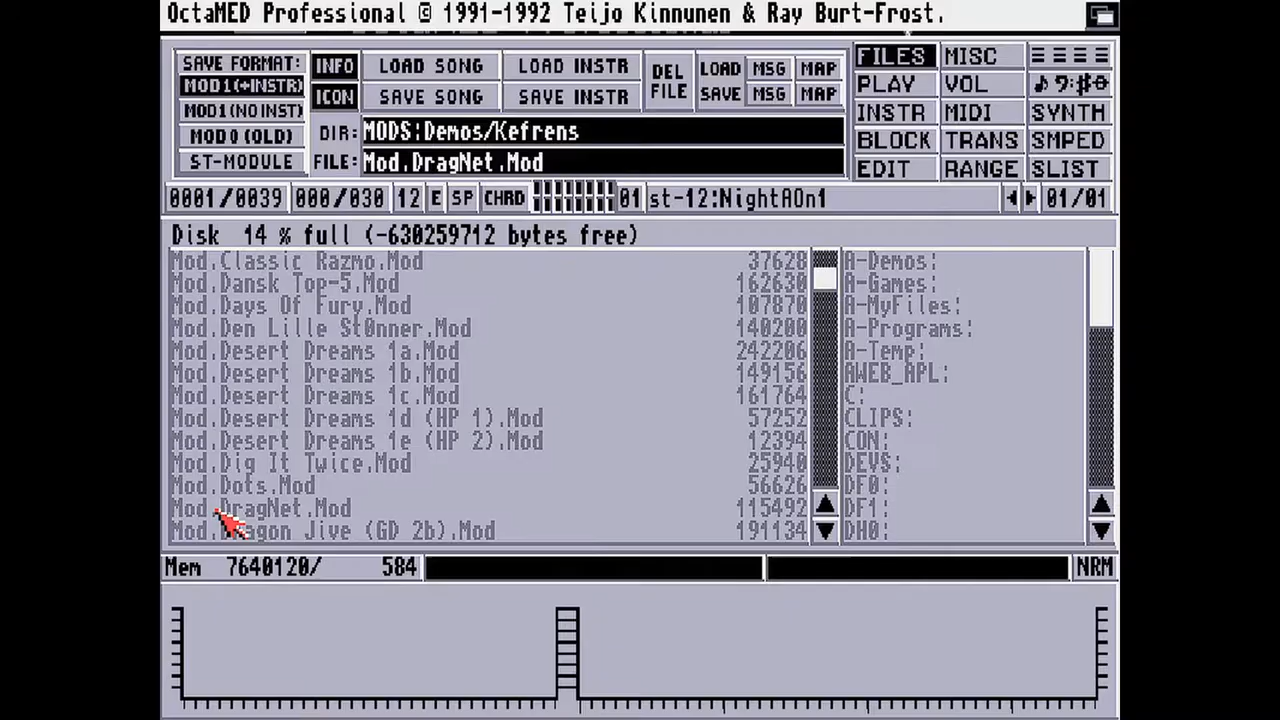 OctaMED Professional © 1991-1992 Teijo Kinnunen & Ray Burt-Frost.
SAVE FORMAT:
MOD1(+INSTR)
MOD1(NO INST)
MOD0 (OLD)
ST-MODULE
INFO
ICON
LOAD SONG
LOAD INSTR
SAVE SONG
SAVE INSTR
DEL FILE
LOAD MSG MAP
SAVE MSG MAP
DIR: MODS:Demos/Kefrens
FILE: Mod.DragNet.Mod
FILES MISC
PLAY VOL
INSTR MIDI SYNTH
BLOCK TRANS SMPED
EDIT RANGE SLIST
0001/0039 000/030 12 E SP CHRD 01 st-12:NightAOn1 01/01
Disk 14 % full (-630259712 bytes free)
Mod.Classic Razmo.Mod 37628 A-Demos:
Mod.Dansk Top-5.Mod 162630 A-Games:
Mod.Days Of Fury.Mod 107870 A-MyFiles:
Mod.Den Lille St0nner.Mod 140200 A-Programs:
Mod.Desert Dreams 1a.Mod 242206 A-Temp:
Mod.Desert Dreams 1b.Mod 149156 AWEB_APL:
Mod.Desert Dreams 1c.Mod 161764 C:
Mod.Desert Dreams 1d (HP 1).Mod 57252 CLIPS:
Mod.Desert Dreams 1e (HP 2).Mod 12394 CON:
Mod.Dig It Twice.Mod 25940 DEVS:
Mod.Dots.Mod 56626 DF0:
Mod.DragNet.Mod 115492 DF1:
Mod.Dragon Jive (GD 2b).Mod 191134 DH0:
Mem 7640120/ 584 NRM